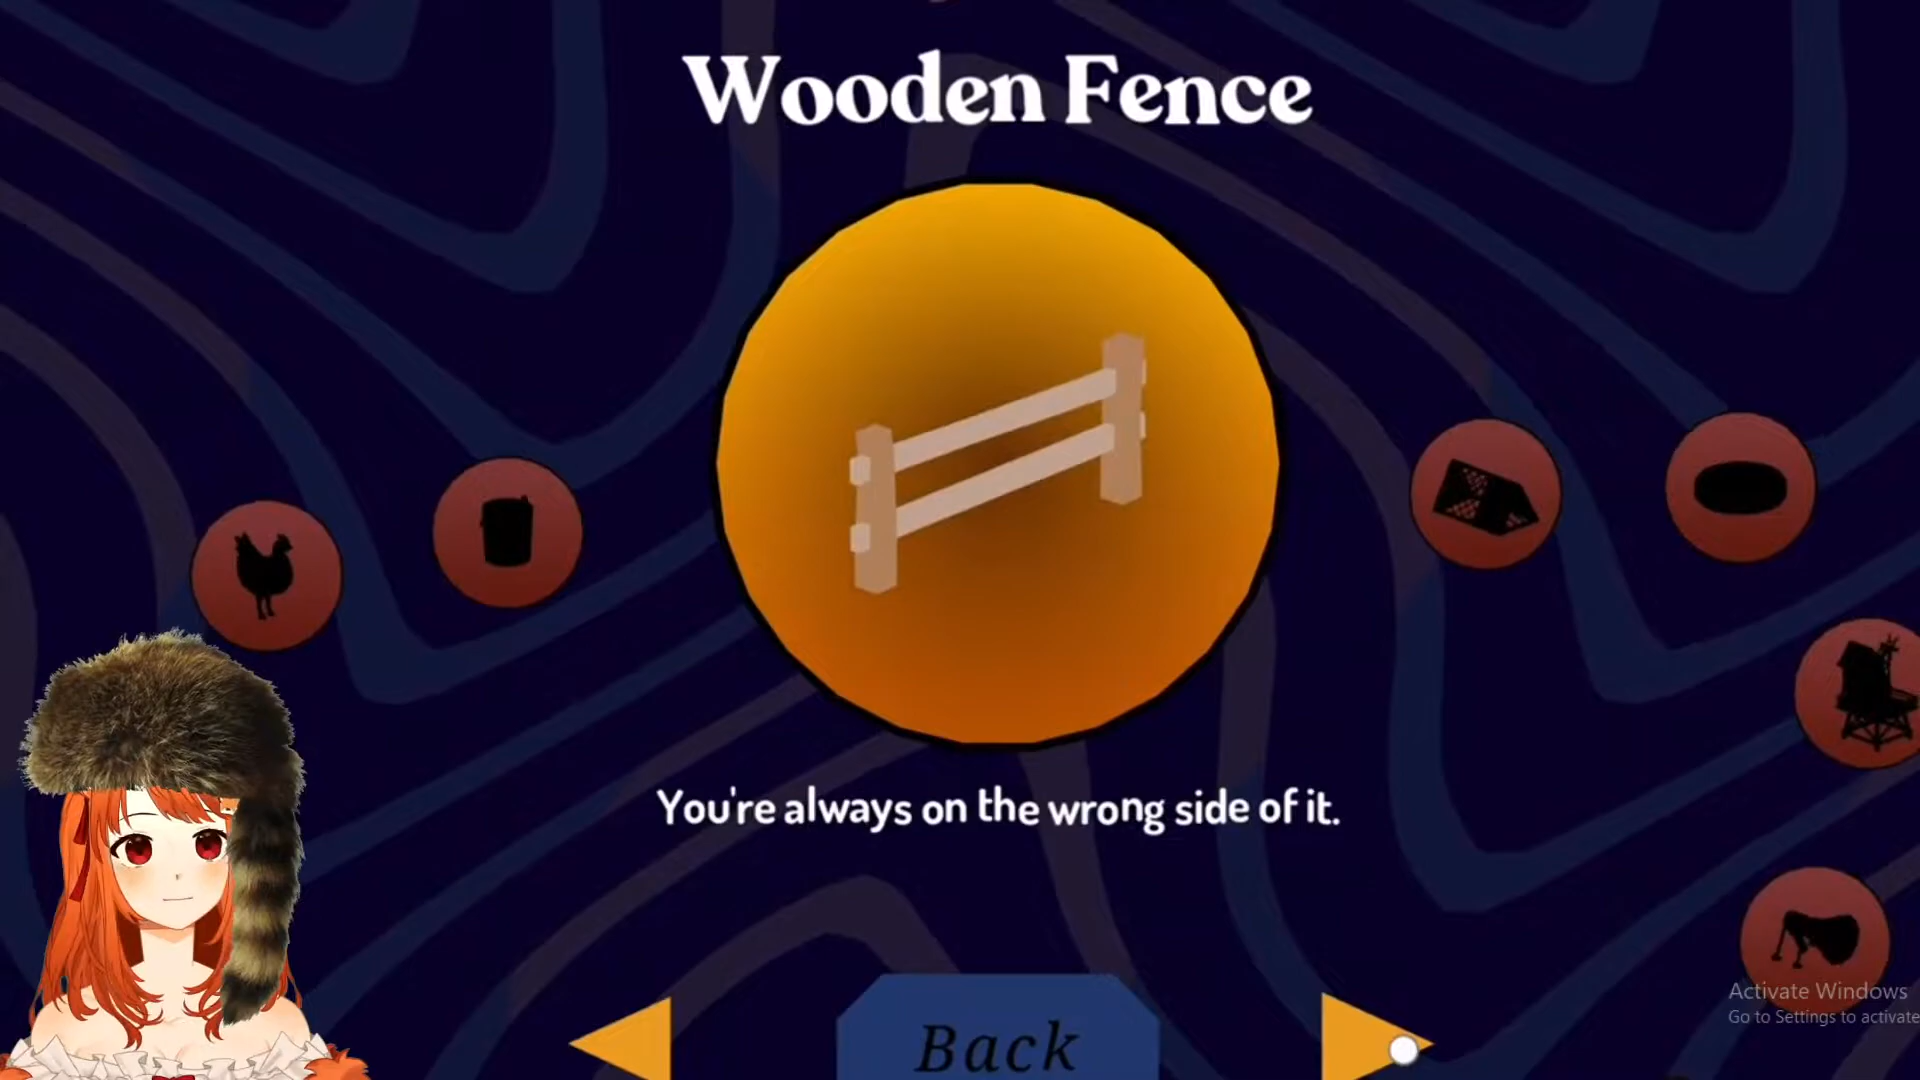 Wooden Fence
You're always on the wrong side of it.
Back
Activate Windows
Go to Settings to activate